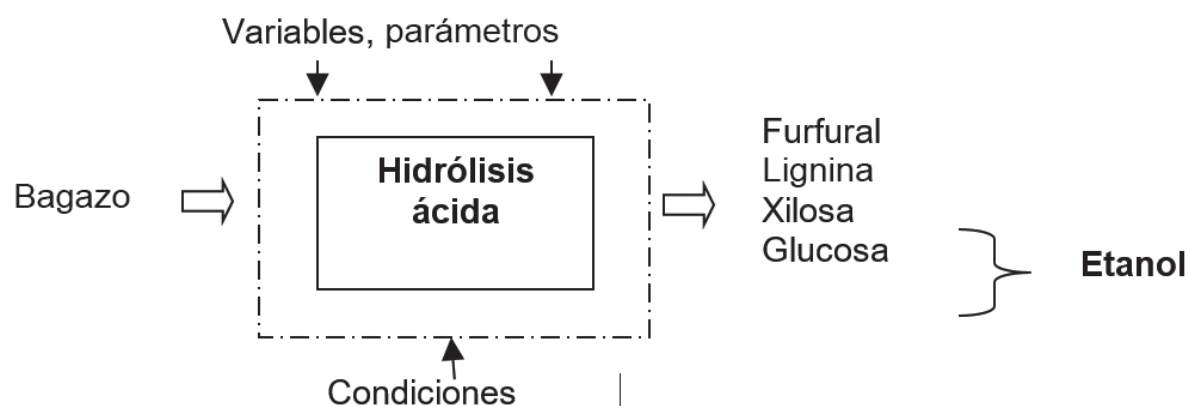 Variables, parámetros
Bagazo
Hidrólisis
ácida
Furfural
Lignina
Xilosa
Glucosa
Etanol
Condiciones